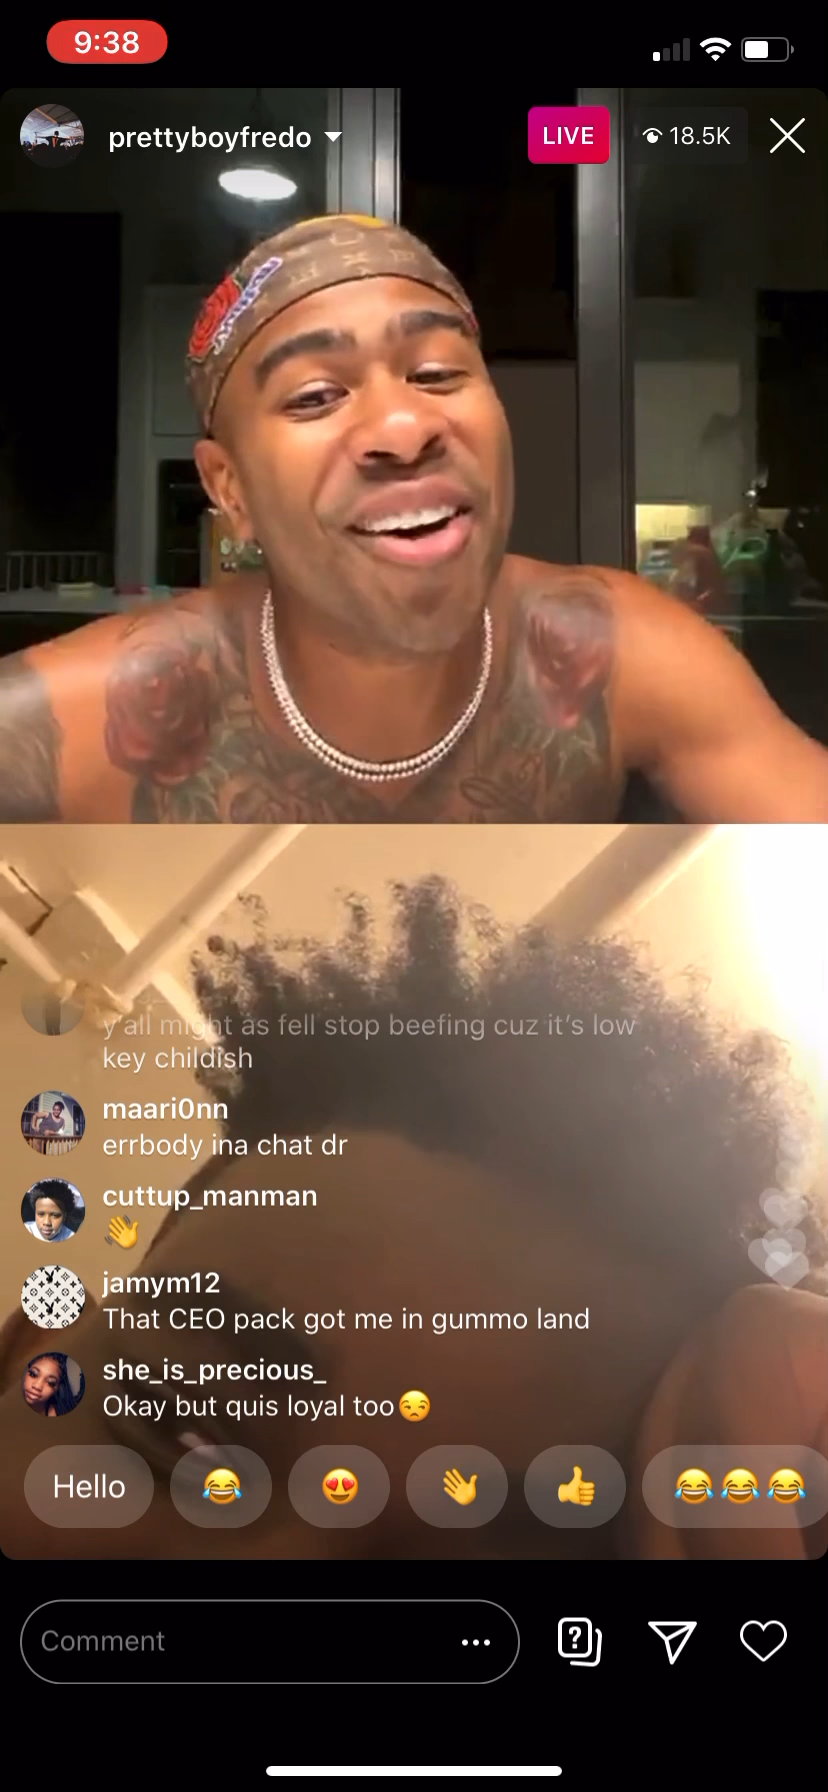 9:38
prettyboyfredo
LIVE
18.5K
y'all might as fell stop beefing cuz it's low
key childish
maari0nn
errbody ina chat dr
cuttup_manman
👋
jamym12
That CEO pack got me in gummo land
she_is_precious_
Okay but quis loyal too😒
Hello 😂 😍 👋 👍 😂😂😂
Comment